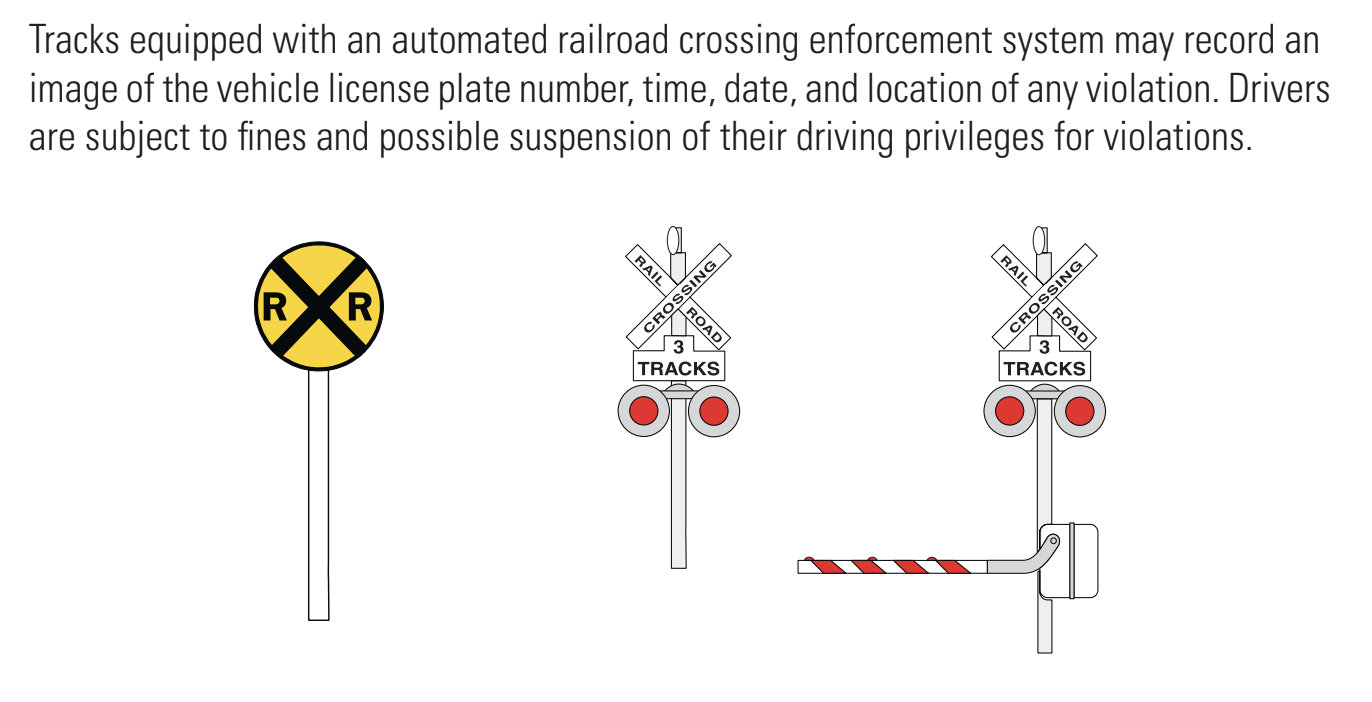 Tracks equipped with an automated railroad crossing enforcement system may record an
image of the vehicle license plate number, time, date, and location of any violation. Drivers
are subject to fines and possible suspension of their driving privileges for violations.
R R
RAIL ROAD
CROSSING
3
TRACKS
RAIL ROAD
CROSSING
3
TRACKS